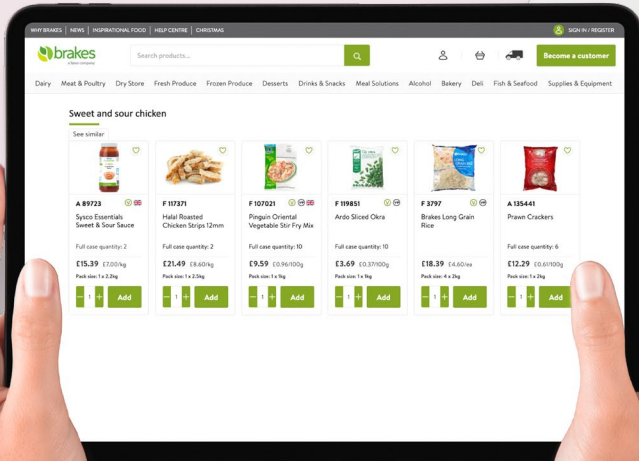 WHY BRAKES | NEWS | INSPIRATIONAL FOOD | HELP CENTRE | CHRISTMAS
SIGN IN / REGISTER
brakes
a Sysco company
Search products...
Become a customer
Dairy Meat & Poultry Dry Store Fresh Produce Frozen Produce Desserts Drinks & Snacks Meal Solutions Alcohol Bakery Deli Fish & Seafood Supplies & Equipment
Sweet and sour chicken
See similar
A 89723
Sysco Essentials
Sweet & Sour Sauce
Full case quantity: 2
£15.39 £7.00/kg
Pack size: 1 x 2.2kg
- 1 + Add
F 117371
Halal Roasted
Chicken Strips 12mm
Full case quantity: 2
£21.49 £8.60/kg
Pack size: 1 x 2.5kg
- 1 + Add
F 107021
Pinguin Oriental
Vegetable Stir Fry Mix
Full case quantity: 10
£9.59 £0.96/100g
Pack size: 1 x 1kg
- 1 + Add
F 119851
Ardo Sliced Okra
Full case quantity: 10
£3.69 £0.37/100g
Pack size: 1 x 1kg
- 1 + Add
F 3797
Brakes Long Grain
Rice
£18.39 £4.60/ea
Pack size: 4 x 2kg
- 1 + Add
A 135441
Prawn Crackers
Full case quantity: 6
£12.29 £0.61/100g
Pack size: 1 x 2kg
- 1 + Add